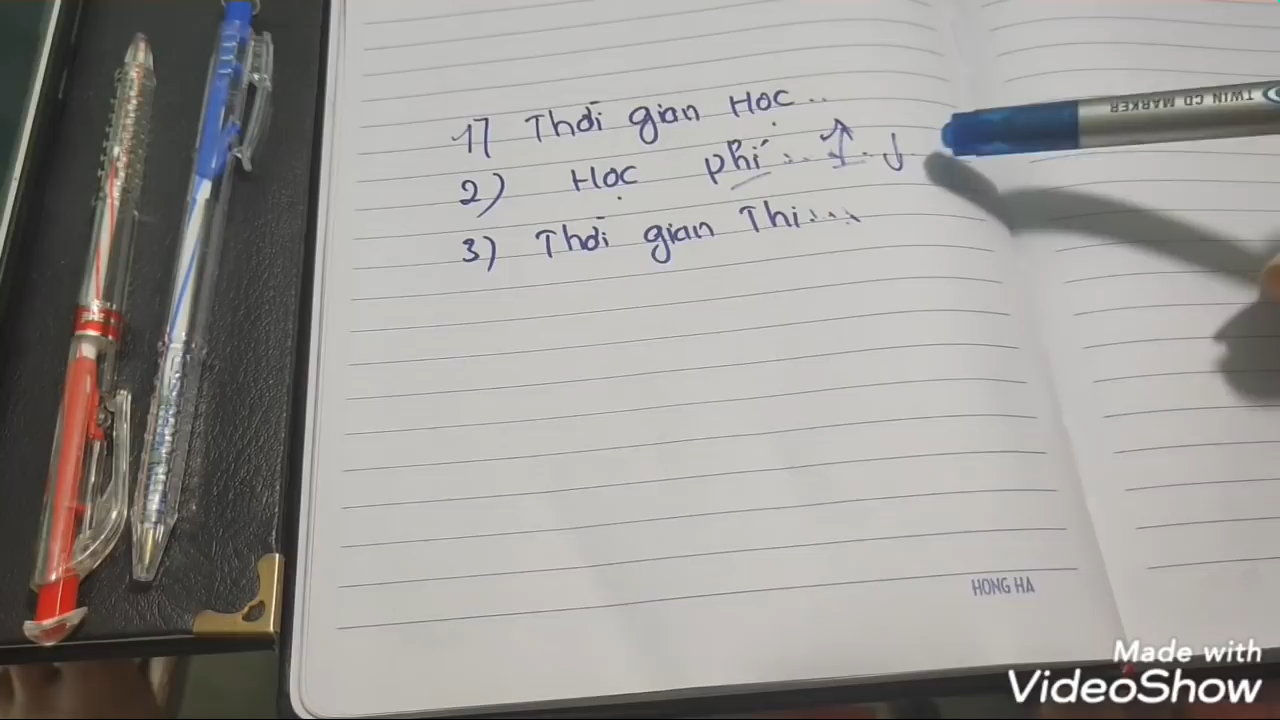 1) Thời gian Học..
2) Học phí... ↑. ↓
3) Thời gian Thi....
TWIN CD MARKER
HONG HA
Made with
VideoShow